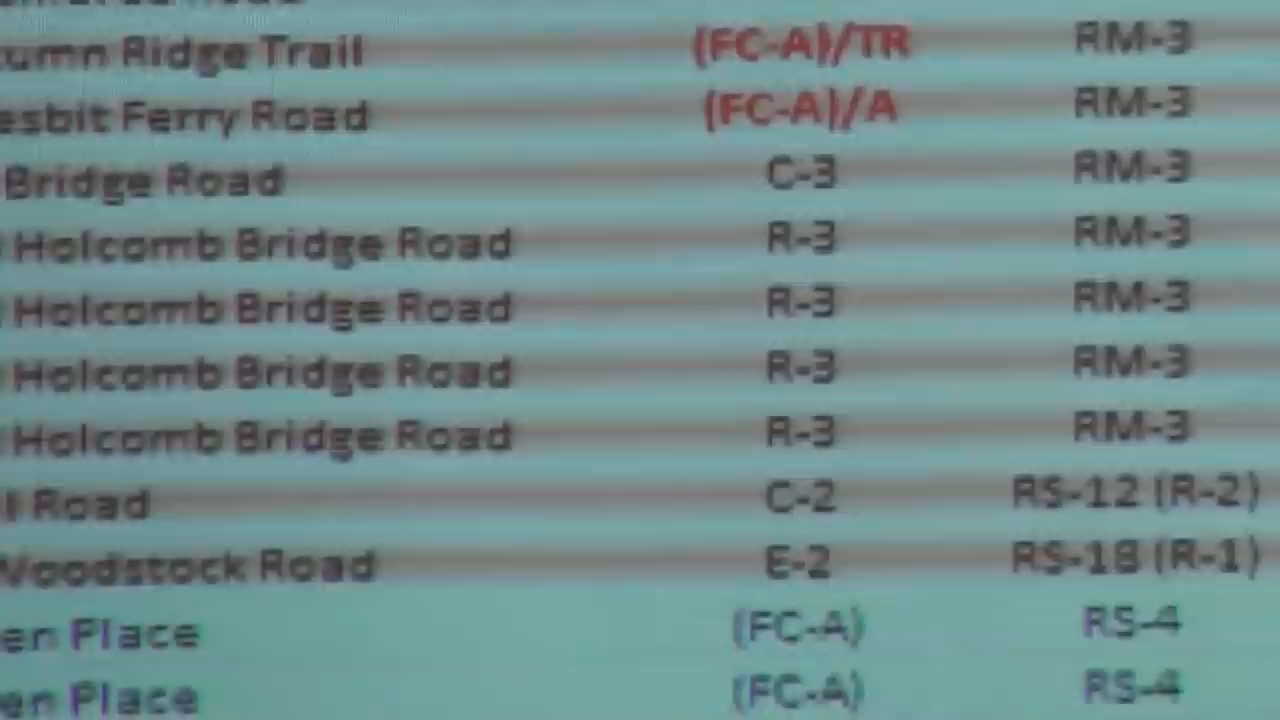 Ridge Trail (FC-A)/TR RM-3
Ferry Road (FC-A)/A RM-3
Bridge Road C-3 RM-3
Holcomb Bridge Road R-3 RM-3
Holcomb Bridge Road R-3 RM-3
Holcomb Bridge Road R-3 RM-3
Holcomb Bridge Road R-3 RM-3
Road C-2 RS-12 (R-2)
Woodstock Road E-2 RS-18 (R-1)
en Place (FC-A) RS-4
en Place (FC-A) RS-4